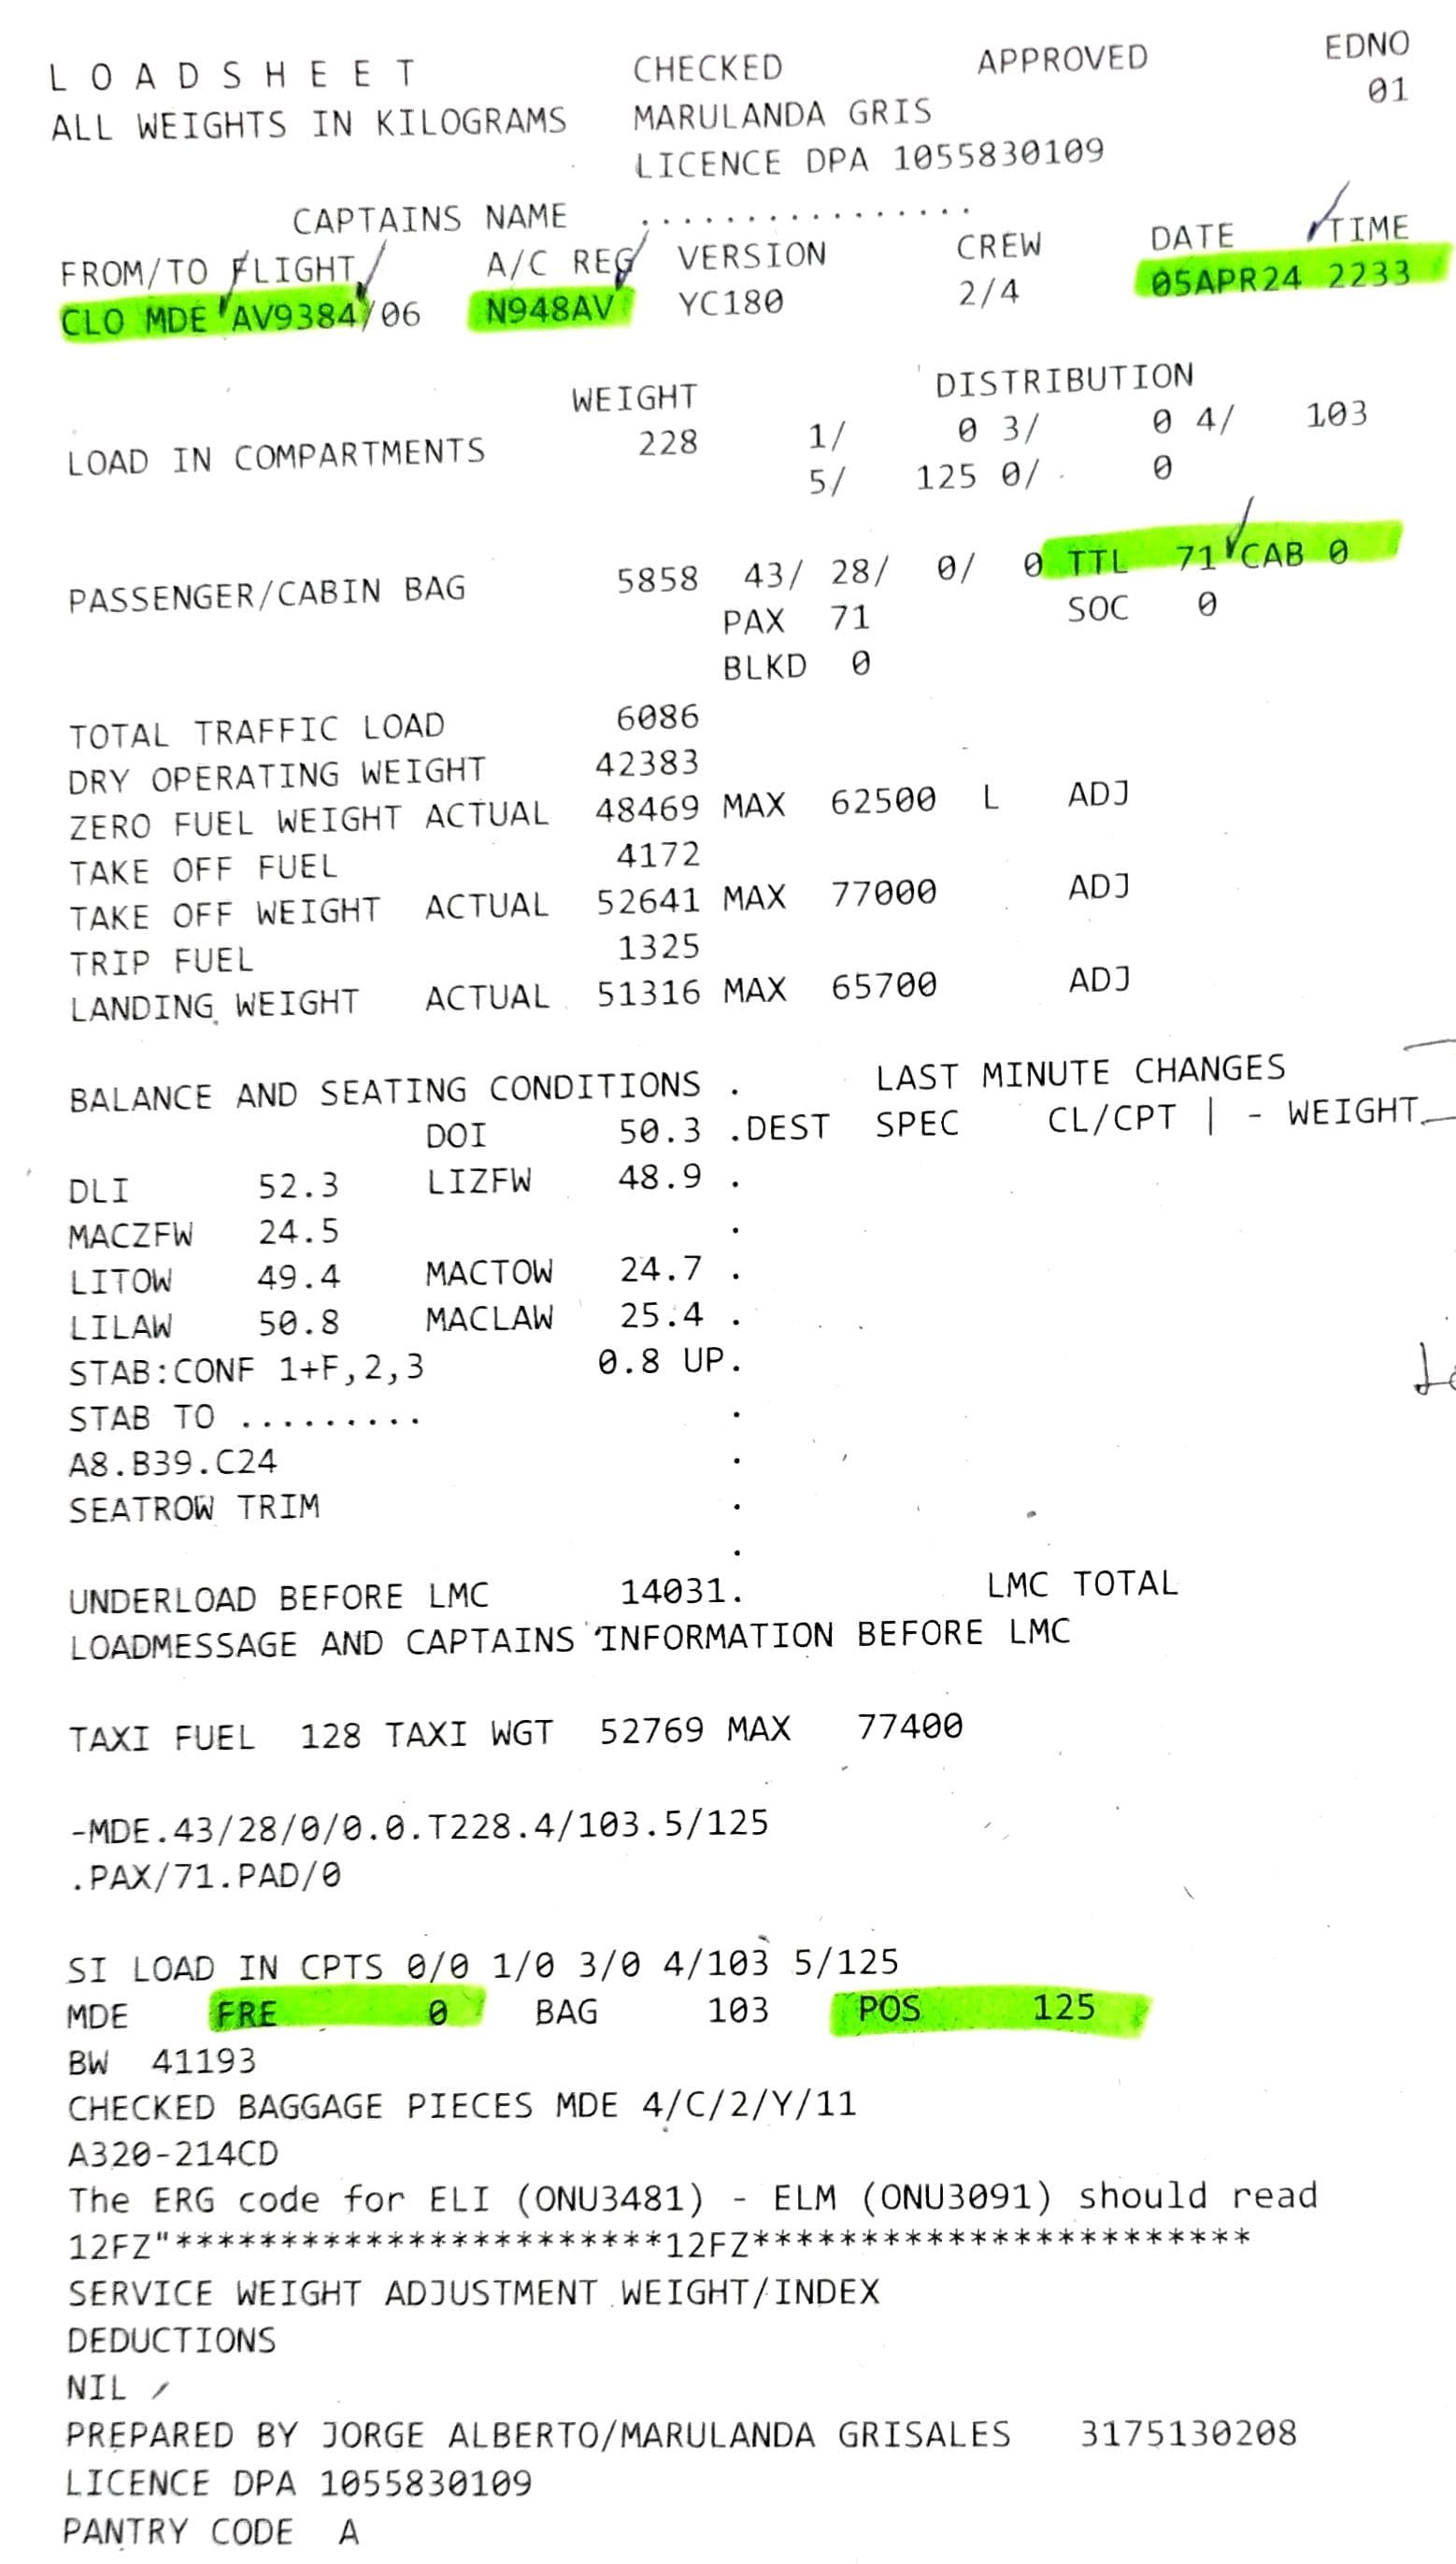 L O A D S H E E T CHECKED APPROVED EDNO
ALL WEIGHTS IN KILOGRAMS MARULANDA GRIS 01
LICENCE DPA 1055830109
CAPTAINS NAME ................
FROM/TO FLIGHT A/C REG VERSION CREW DATE TIME
CLO MDE AV9384/06 N948AV YC180 2/4 05APR24 2233
WEIGHT DISTRIBUTION
LOAD IN COMPARTMENTS 228 1/ 0 3/ 0 4/ 103
5/ 125 0/ 0
PASSENGER/CABIN BAG 5858 43/ 28/ 0/ 0 TTL 71 CAB 0
PAX 71 SOC 0
BLKD 0
TOTAL TRAFFIC LOAD 6086
DRY OPERATING WEIGHT 42383
ZERO FUEL WEIGHT ACTUAL 48469 MAX 62500 L ADJ
TAKE OFF FUEL 4172
TAKE OFF WEIGHT ACTUAL 52641 MAX 77000 ADJ
TRIP FUEL 1325
LANDING WEIGHT ACTUAL 51316 MAX 65700 ADJ
BALANCE AND SEATING CONDITIONS . LAST MINUTE CHANGES
DOI 50.3 .DEST SPEC CL/CPT | - WEIGHT
DLI 52.3 LIZFW 48.9 .
MACZFW 24.5 .
LITOW 49.4 MACTOW 24.7 .
LILAW 50.8 MACLAW 25.4 .
STAB:CONF 1+F,2,3 0.8 UP.
STAB TO ......... .
A8.B39.C24 .
SEATROW TRIM .
.
UNDERLOAD BEFORE LMC 14031. LMC TOTAL
LOADMESSAGE AND CAPTAINS INFORMATION BEFORE LMC
TAXI FUEL 128 TAXI WGT 52769 MAX 77400
-MDE.43/28/0/0.0.T228.4/103.5/125
.PAX/71.PAD/0
SI LOAD IN CPTS 0/0 1/0 3/0 4/103 5/125
MDE FRE 0 BAG 103 POS 125
BW 41193
CHECKED BAGGAGE PIECES MDE 4/C/2/Y/11
A320-214CD
The ERG code for ELI (ONU3481) - ELM (ONU3091) should read
12FZ"***********************12FZ************************
SERVICE WEIGHT ADJUSTMENT WEIGHT/INDEX
DEDUCTIONS
NIL
PREPARED BY JORGE ALBERTO/MARULANDA GRISALES 3175130208
LICENCE DPA 1055830109
PANTRY CODE A